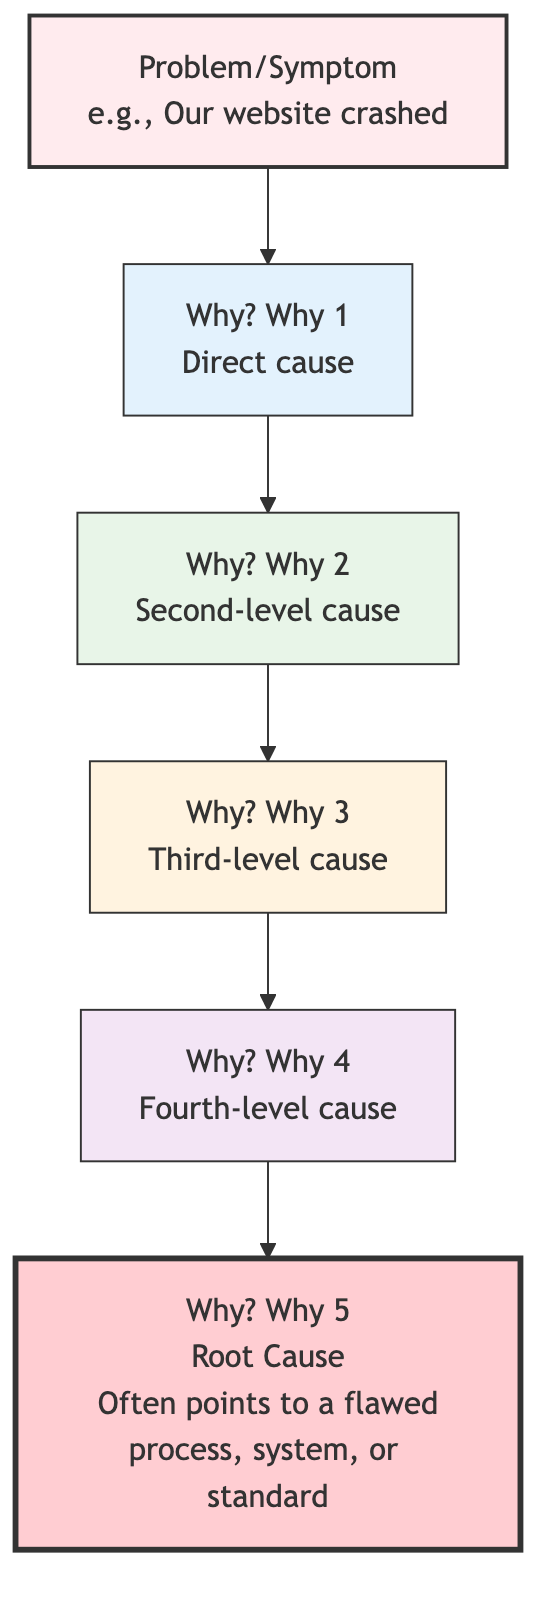 Problem/Symptom
e.g., Our website crashed
Why? Why 1
Direct cause
Why? Why 2
Second-level cause
Why? Why 3
Third-level cause
Why? Why 4
Fourth-level cause
Why? Why 5
Root Cause
Often points to a flawed
process, system, or
standard